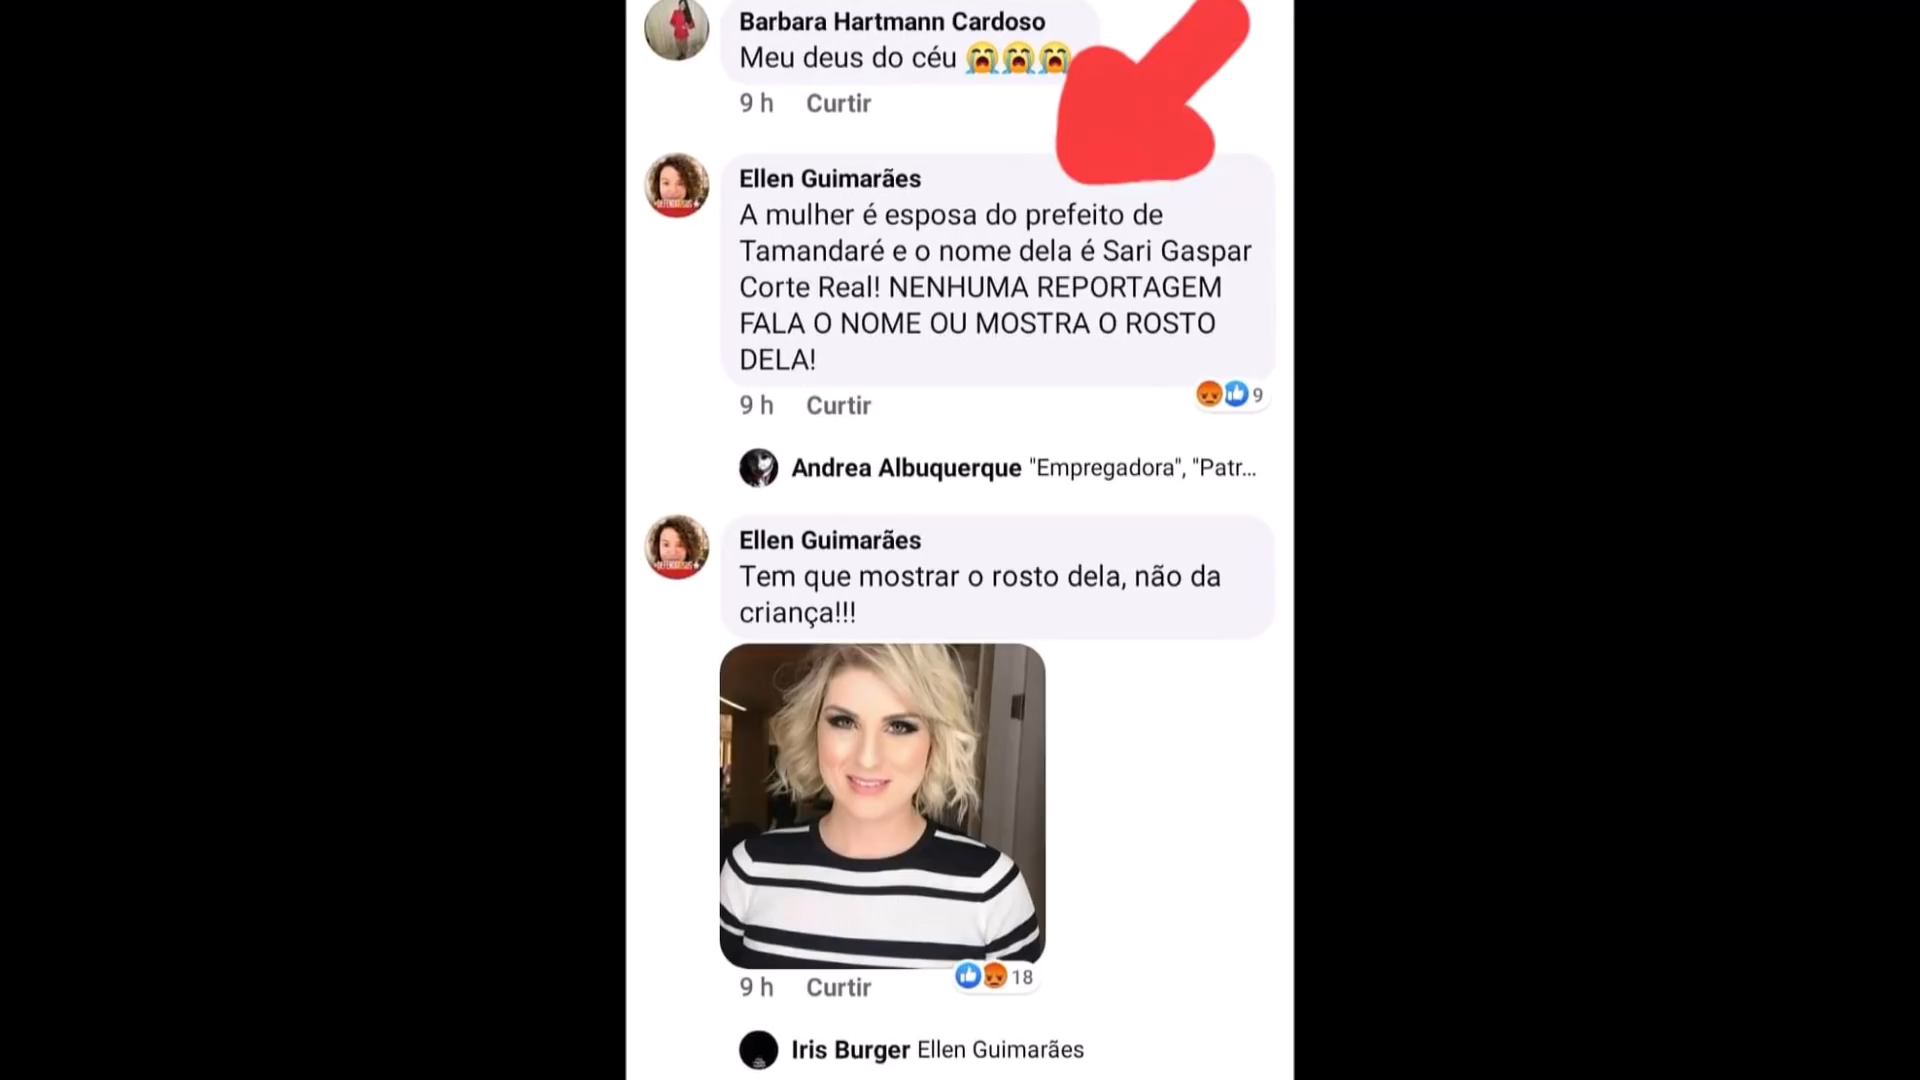 Barbara Hartmann Cardoso
Meu deus do céu 😭😭😭
9 h Curtir
Ellen Guimarães
A mulher é esposa do prefeito de
Tamandaré e o nome dela é Sari Gaspar
Corte Real! NENHUMA REPORTAGEM
FALA O NOME OU MOSTRA O ROSTO
DELA!
9 h Curtir 9
Andrea Albuquerque "Empregadora", "Patr...
Ellen Guimarães
Tem que mostrar o rosto dela, não da
criança!!!
9 h Curtir 18
Iris Burger Ellen Guimarães